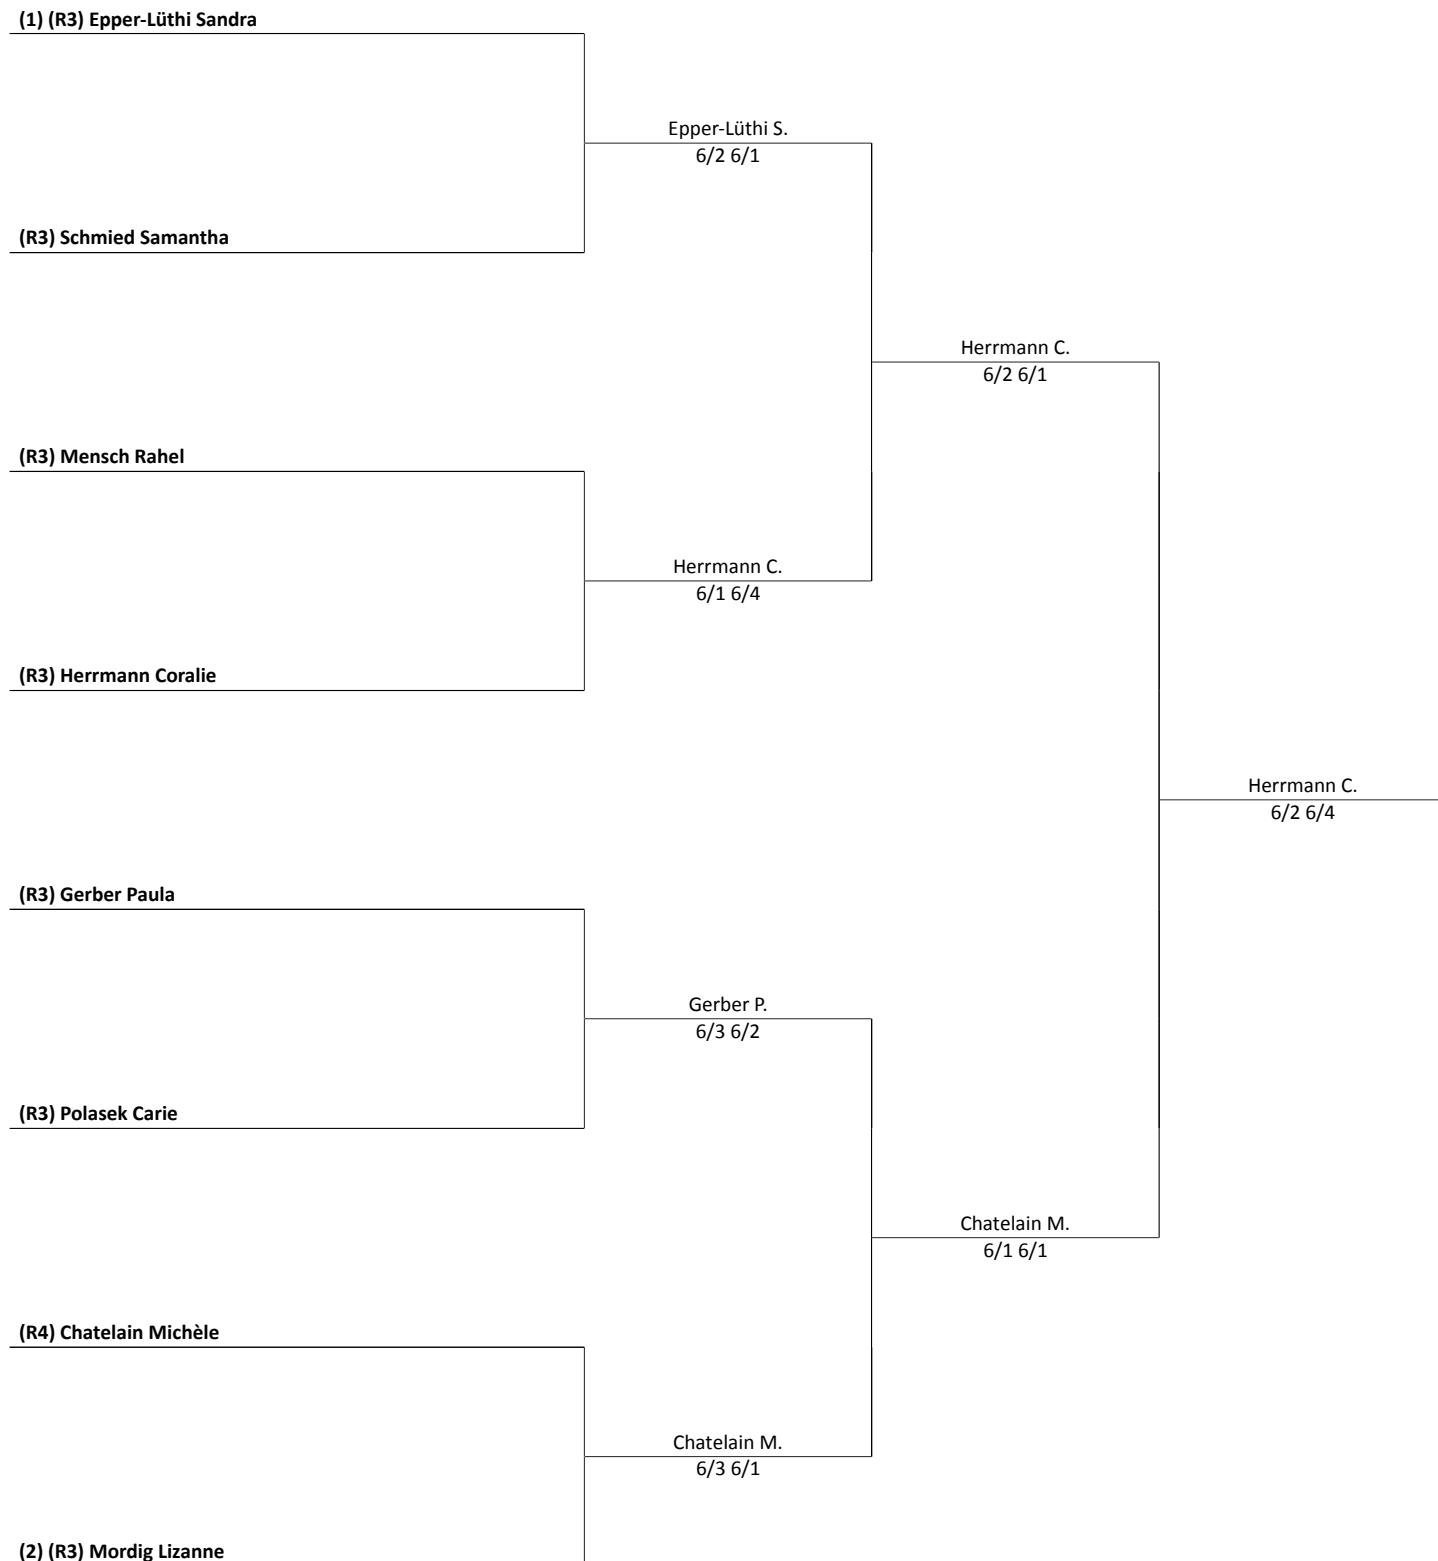 (1) (R3) Epper-Lüthi Sandra
Epper-Lüthi S.
6/2 6/1
(R3) Schmied Samantha
Herrmann C.
6/2 6/1
(R3) Mensch Rahel
Herrmann C.
6/1 6/4
(R3) Herrmann Coralie
Herrmann C.
6/2 6/4
(R3) Gerber Paula
Gerber P.
6/3 6/2
(R3) Polasek Carie
Chatelain M.
6/1 6/1
(R4) Chatelain Michèle
Chatelain M.
6/3 6/1
(2) (R3) Mordig Lizanne